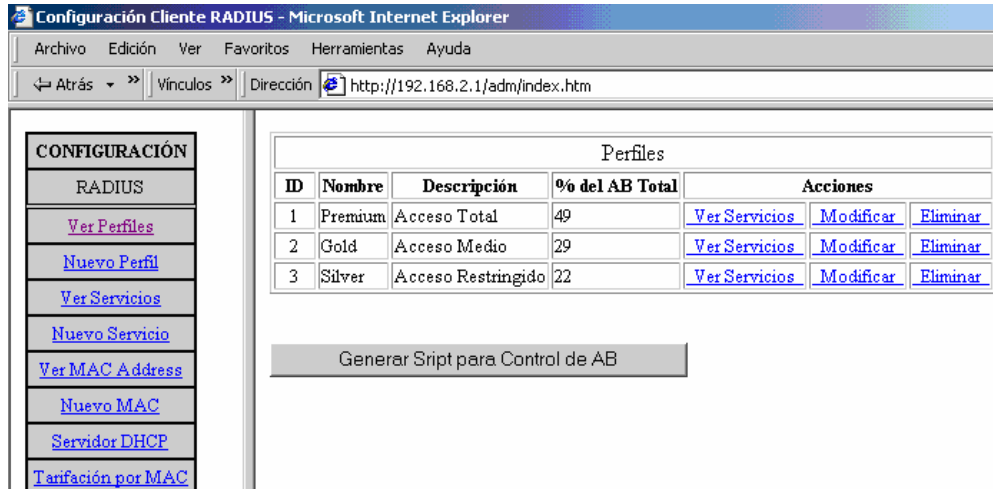 Configuración Cliente RADIUS - Microsoft Internet Explorer
Archivo Edición Ver Favoritos Herramientas Ayuda
Atrás » Vínculos » Dirección http://192.168.2.1/adm/index.htm
CONFIGURACIÓN
RADIUS
Ver Perfiles
Nuevo Perfil
Ver Servicios
Nuevo Servicio
Ver MAC Address
Nuevo MAC
Servidor DHCP
Tarifación por MAC
Perfiles
ID Nombre Descripción % del AB Total Acciones
1 Premium Acceso Total 49 Ver Servicios Modificar Eliminar
2 Gold Acceso Medio 29 Ver Servicios Modificar Eliminar
3 Silver Acceso Restringido 22 Ver Servicios Modificar Eliminar
Generar Sript para Control de AB